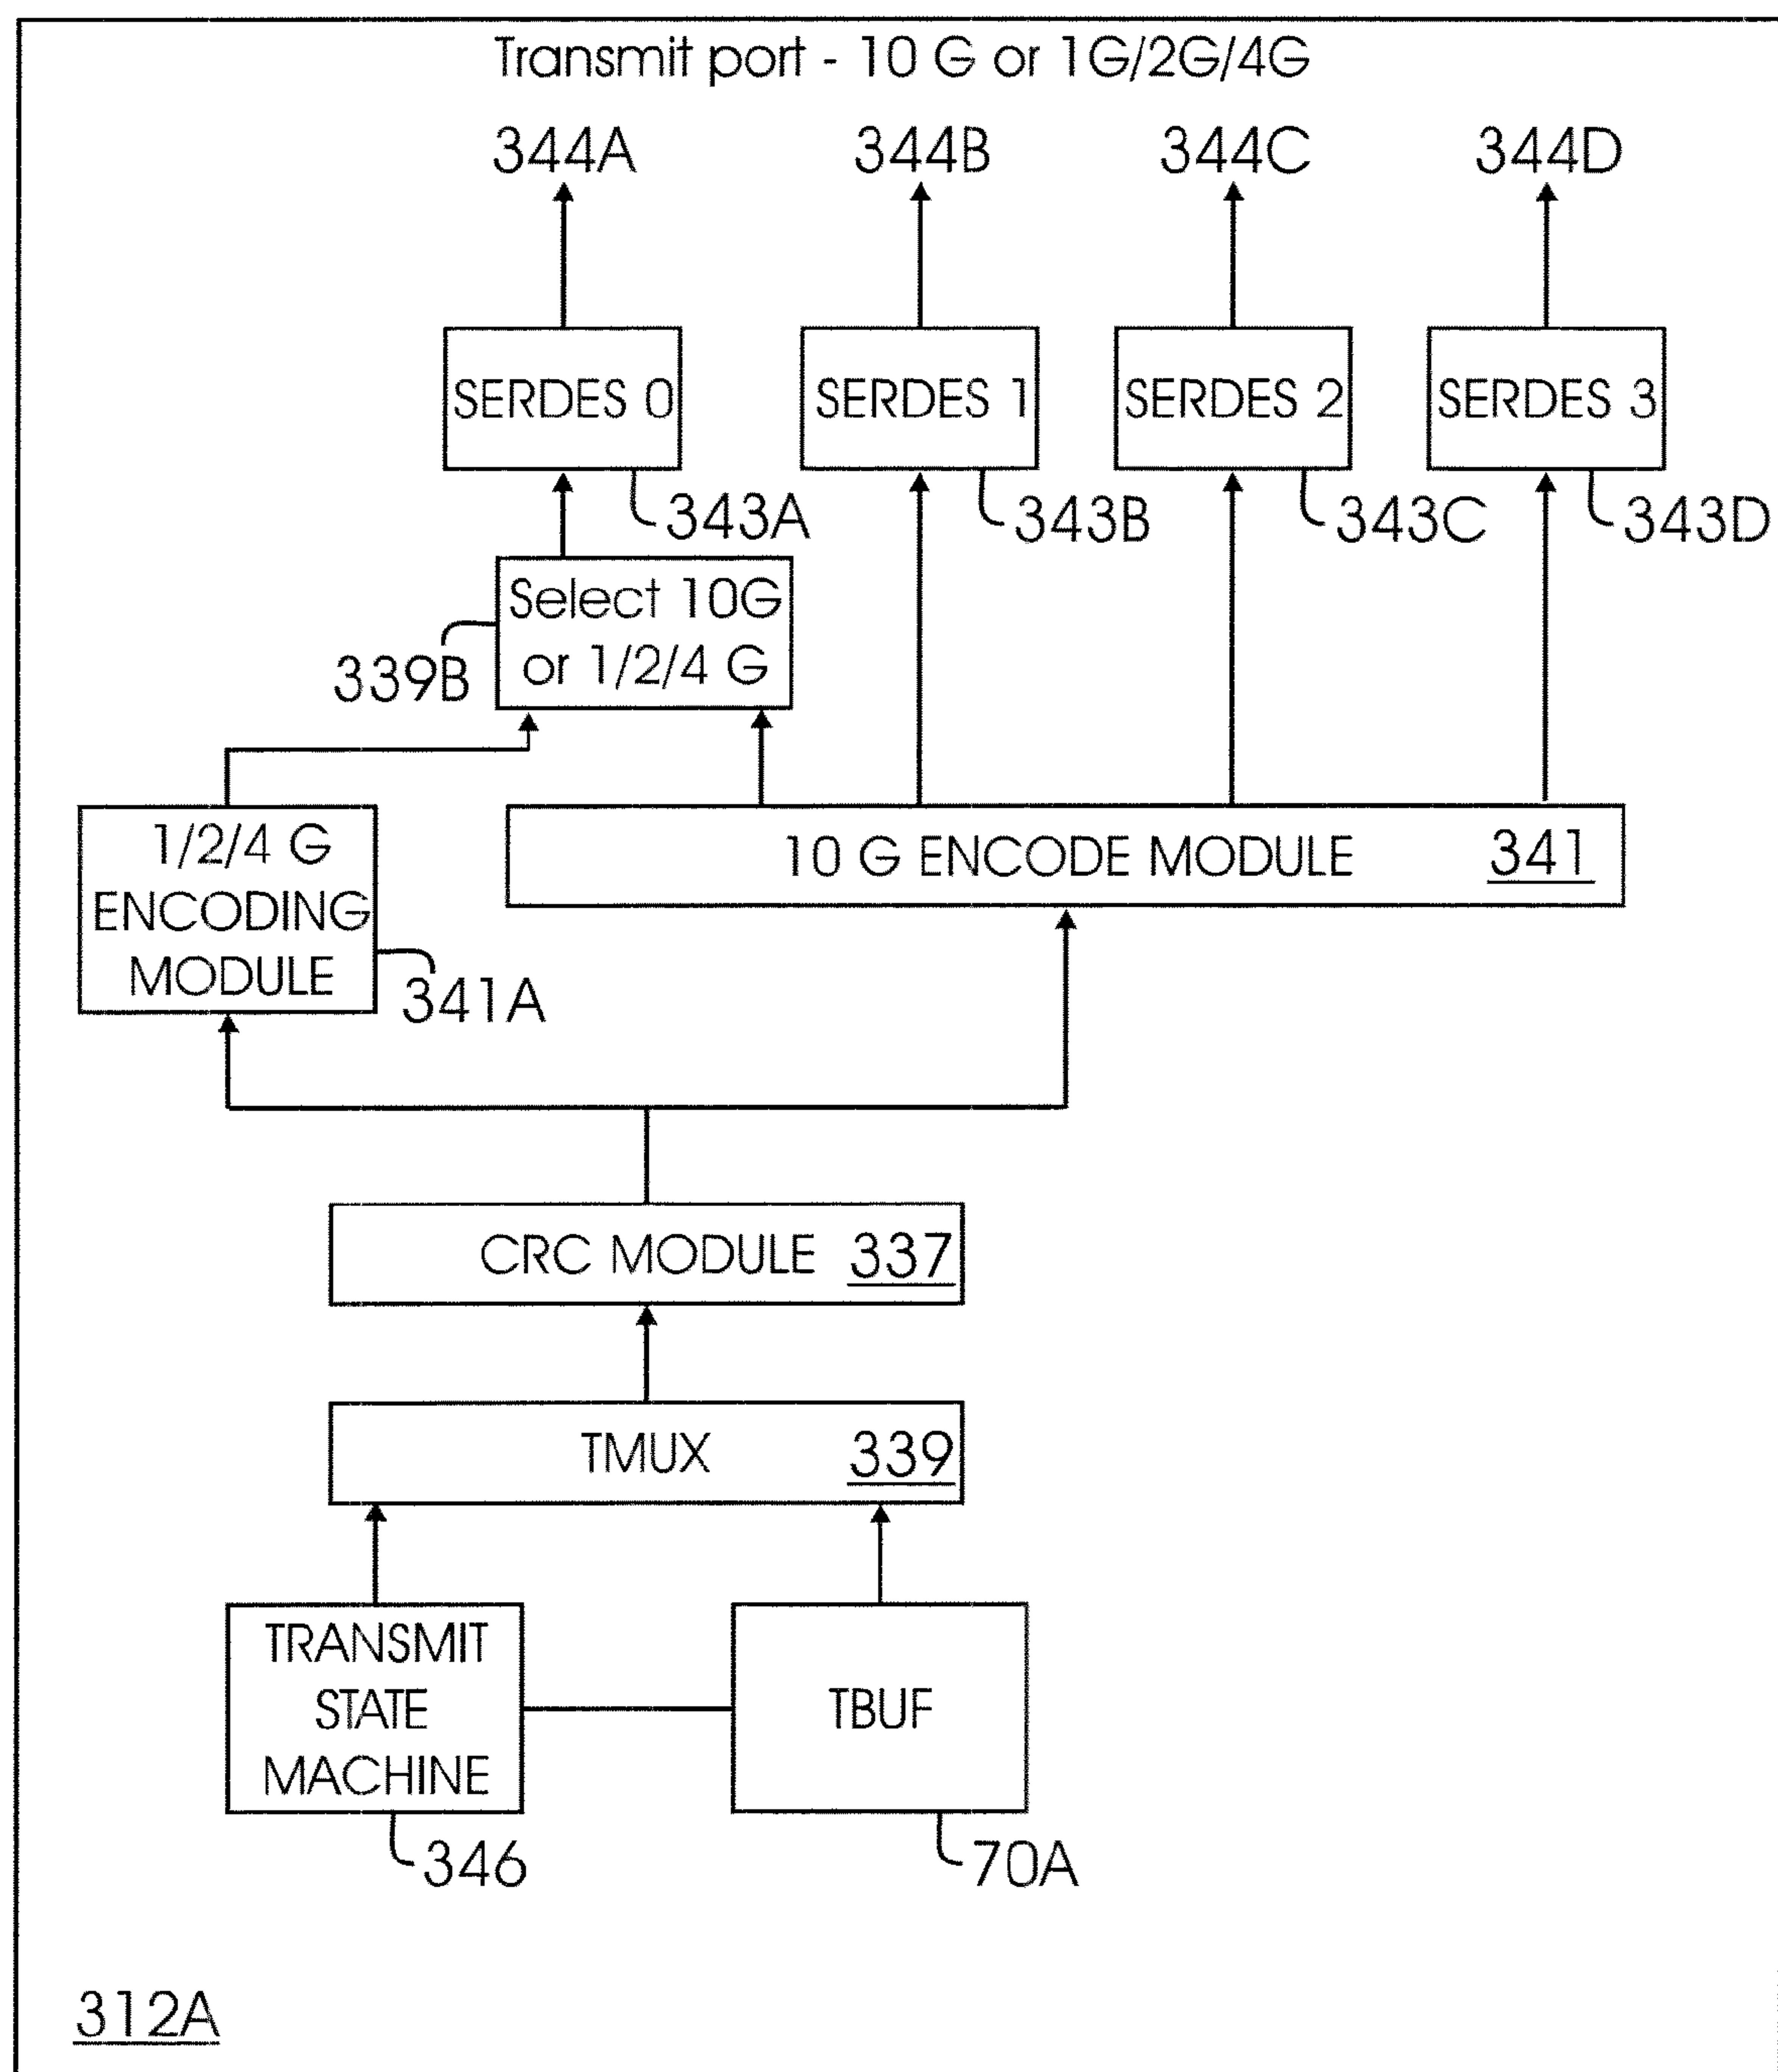 Transmit port - 10 G or 1G/2G/4G
344A
344B
344C
344D
SERDES 0
SERDES 1
SERDES 2
SERDES 3
343A
343B
343C
343D
Select 10G
or 1/2/4 G
339B
1/2/4 G
ENCODING
MODULE
341A
10 G ENCODE MODULE 341
CRC MODULE 337
TMUX 339
TRANSMIT
STATE
MACHINE
346
TBUF
70A
312A